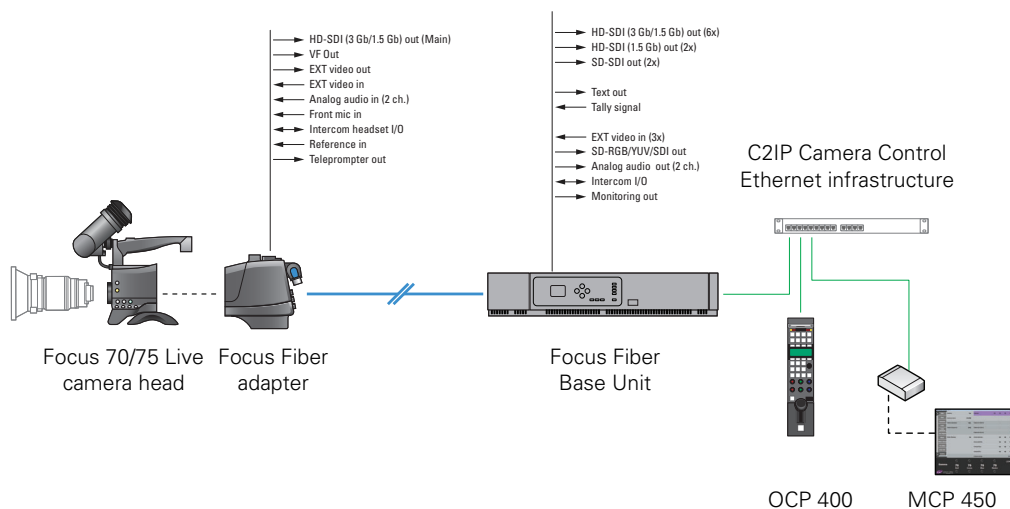 HD-SDI (3 Gb/1.5 Gb) out (Main)
VF Out
EXT video out
EXT video in
Analog audio in (2 ch.)
Front mic in
Intercom headset I/O
Reference in
Teleprompter out
HD-SDI (3 Gb/1.5 Gb) out (6x)
HD-SDI (1.5 Gb) out (2x)
SD-SDI out (2x)
Text out
Tally signal
EXT video in (3x)
SD-RGB/YUV/SDI out
Analog audio out (2 ch.)
Intercom I/O
Monitoring out
C2IP Camera Control
Ethernet infrastructure
Focus 70/75 Live
camera head
Focus Fiber
adapter
Focus Fiber
Base Unit
OCP 400
MCP 450